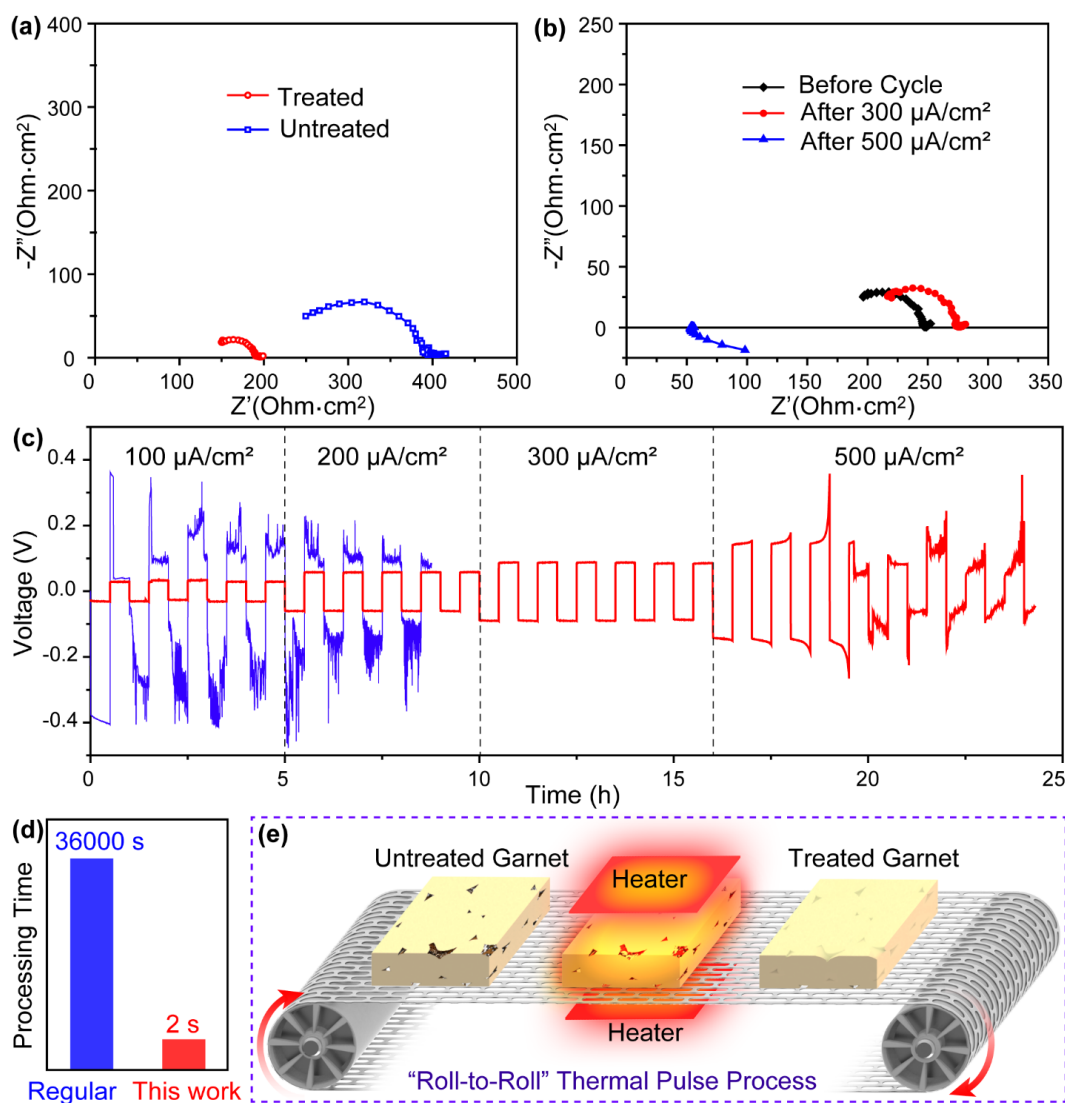 (a)
400
300
200
100
0
-Z"(Ohm·cm²)
Treated
Untreated
0 100 200 300 400 500
Z'(Ohm·cm²)
(b)
250
200
150
100
50
0
-Z"(Ohm·cm²)
Before Cycle
After 300 µA/cm²
After 500 µA/cm²
0 50 100 150 200 250 300 350
Z'(Ohm·cm²)
(c)
100 µA/cm² 200 µA/cm² 300 µA/cm² 500 µA/cm²
0.4
0.2
0.0
-0.2
-0.4
Voltage (V)
0 5 10 15 20 25
Time (h)
(d)
36000 s
2 s
Processing Time
Regular This work
(e)
Untreated Garnet
Heater
Treated Garnet
Heater
“Roll-to-Roll” Thermal Pulse Process